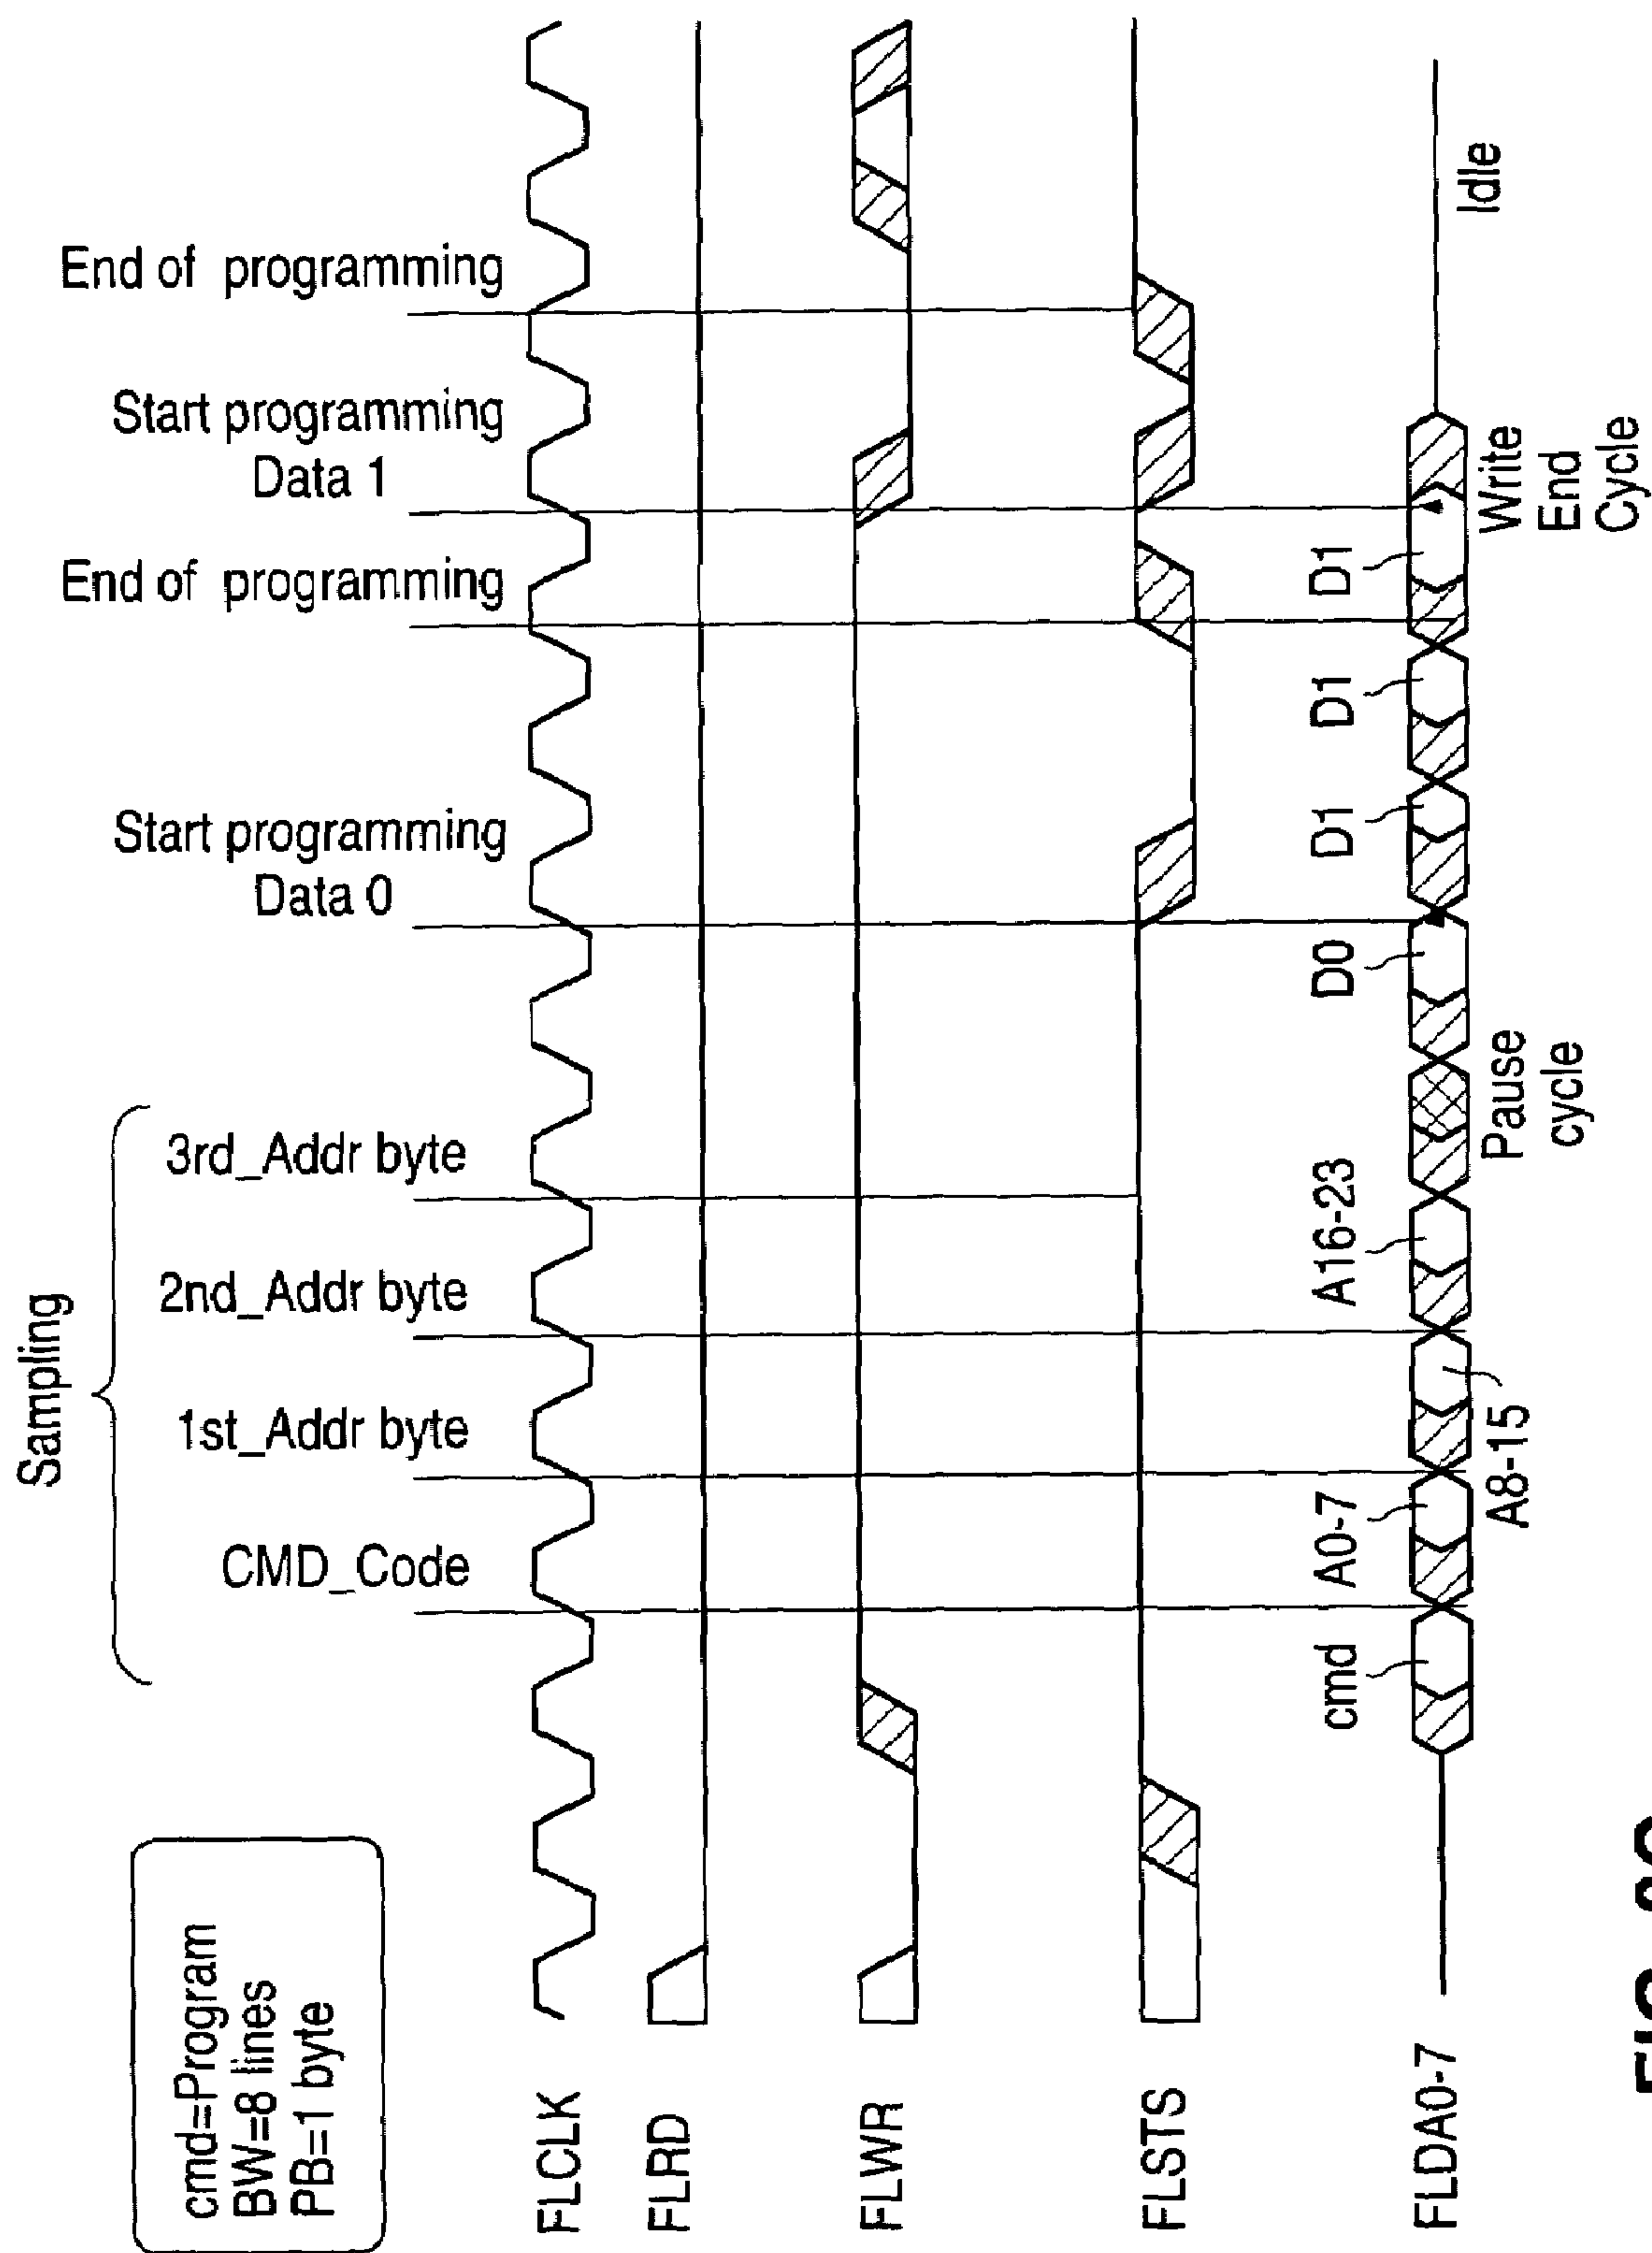 cmd=Program
BW=8 lines
PB=1 byte
Sampling
CMD_Code
1st_Addr byte
2nd_Addr byte
3rd_Addr byte
Start programming
Data 0
End of programming
Start programming
Data 1
End of programming
FLCLK
FLRD
FLWR
FLSTS
FLDA0-7
cmd
A0-7
A8-15
A16-23
Pause
cycle
D0
D1
D1
D1
Write
End
Cycle
Idle